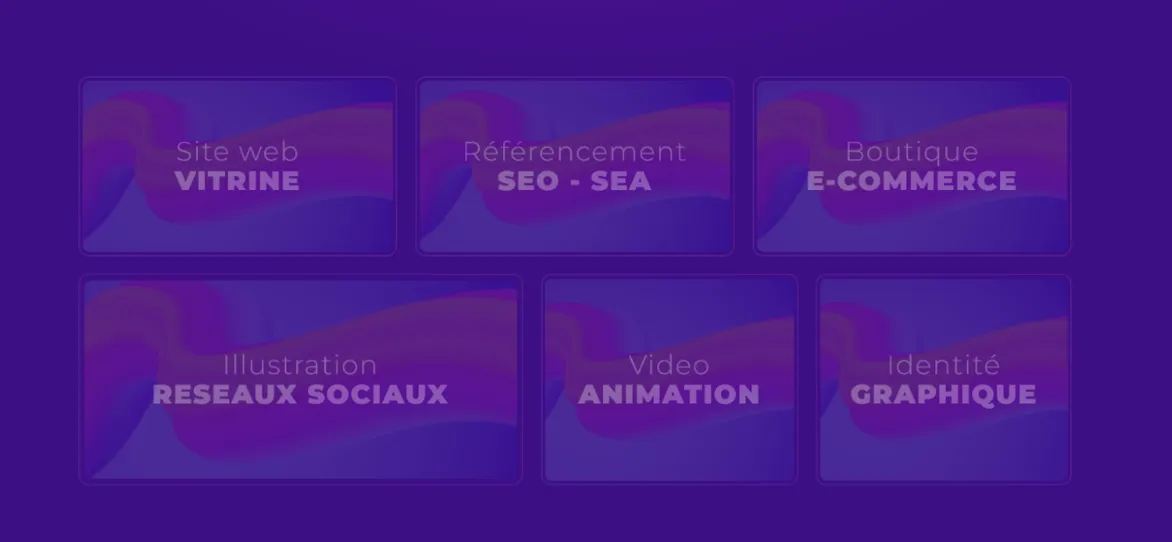 Site web
VITRINE
Référencement
SEO - SEA
Boutique
E-COMMERCE
Illustration
RESEAUX SOCIAUX
Video
ANIMATION
Identité
GRAPHIQUE